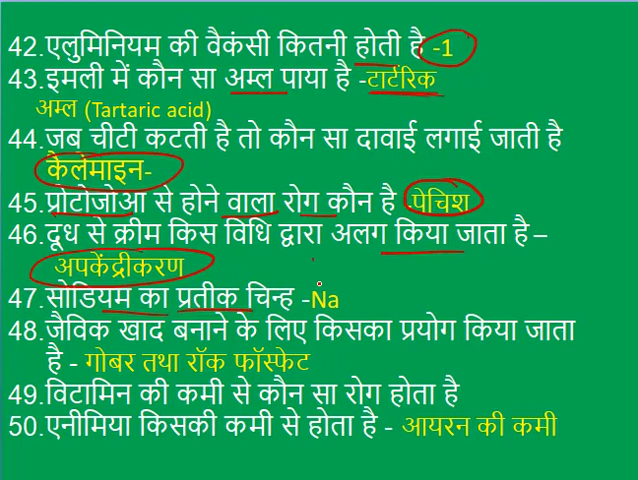 42.एलुमिनियम की वैकंसी कितनी होती है -1
43.इमली में कौन सा अम्ल पाया है -टार्टरिक
अम्ल (Tartaric acid)
44.जब चीटी कटती है तो कौन सा दावाई लगाई जाती है
कैलेमाइन-
45.प्रोटोजोआ से होने वाला रोग कौन है -पेचिश
46.दूध से क्रीम किस विधि द्वारा अलग किया जाता है –
अपकेंद्रीकरण
47.सोडियम का प्रतीक चिन्ह -Na
48.जैविक खाद बनाने के लिए किसका प्रयोग किया जाता
है - गोबर तथा रॉक फॉस्फेट
49.विटामिन की कमी से कौन सा रोग होता है
50.एनीमिया किसकी कमी से होता है - आयरन की कमी